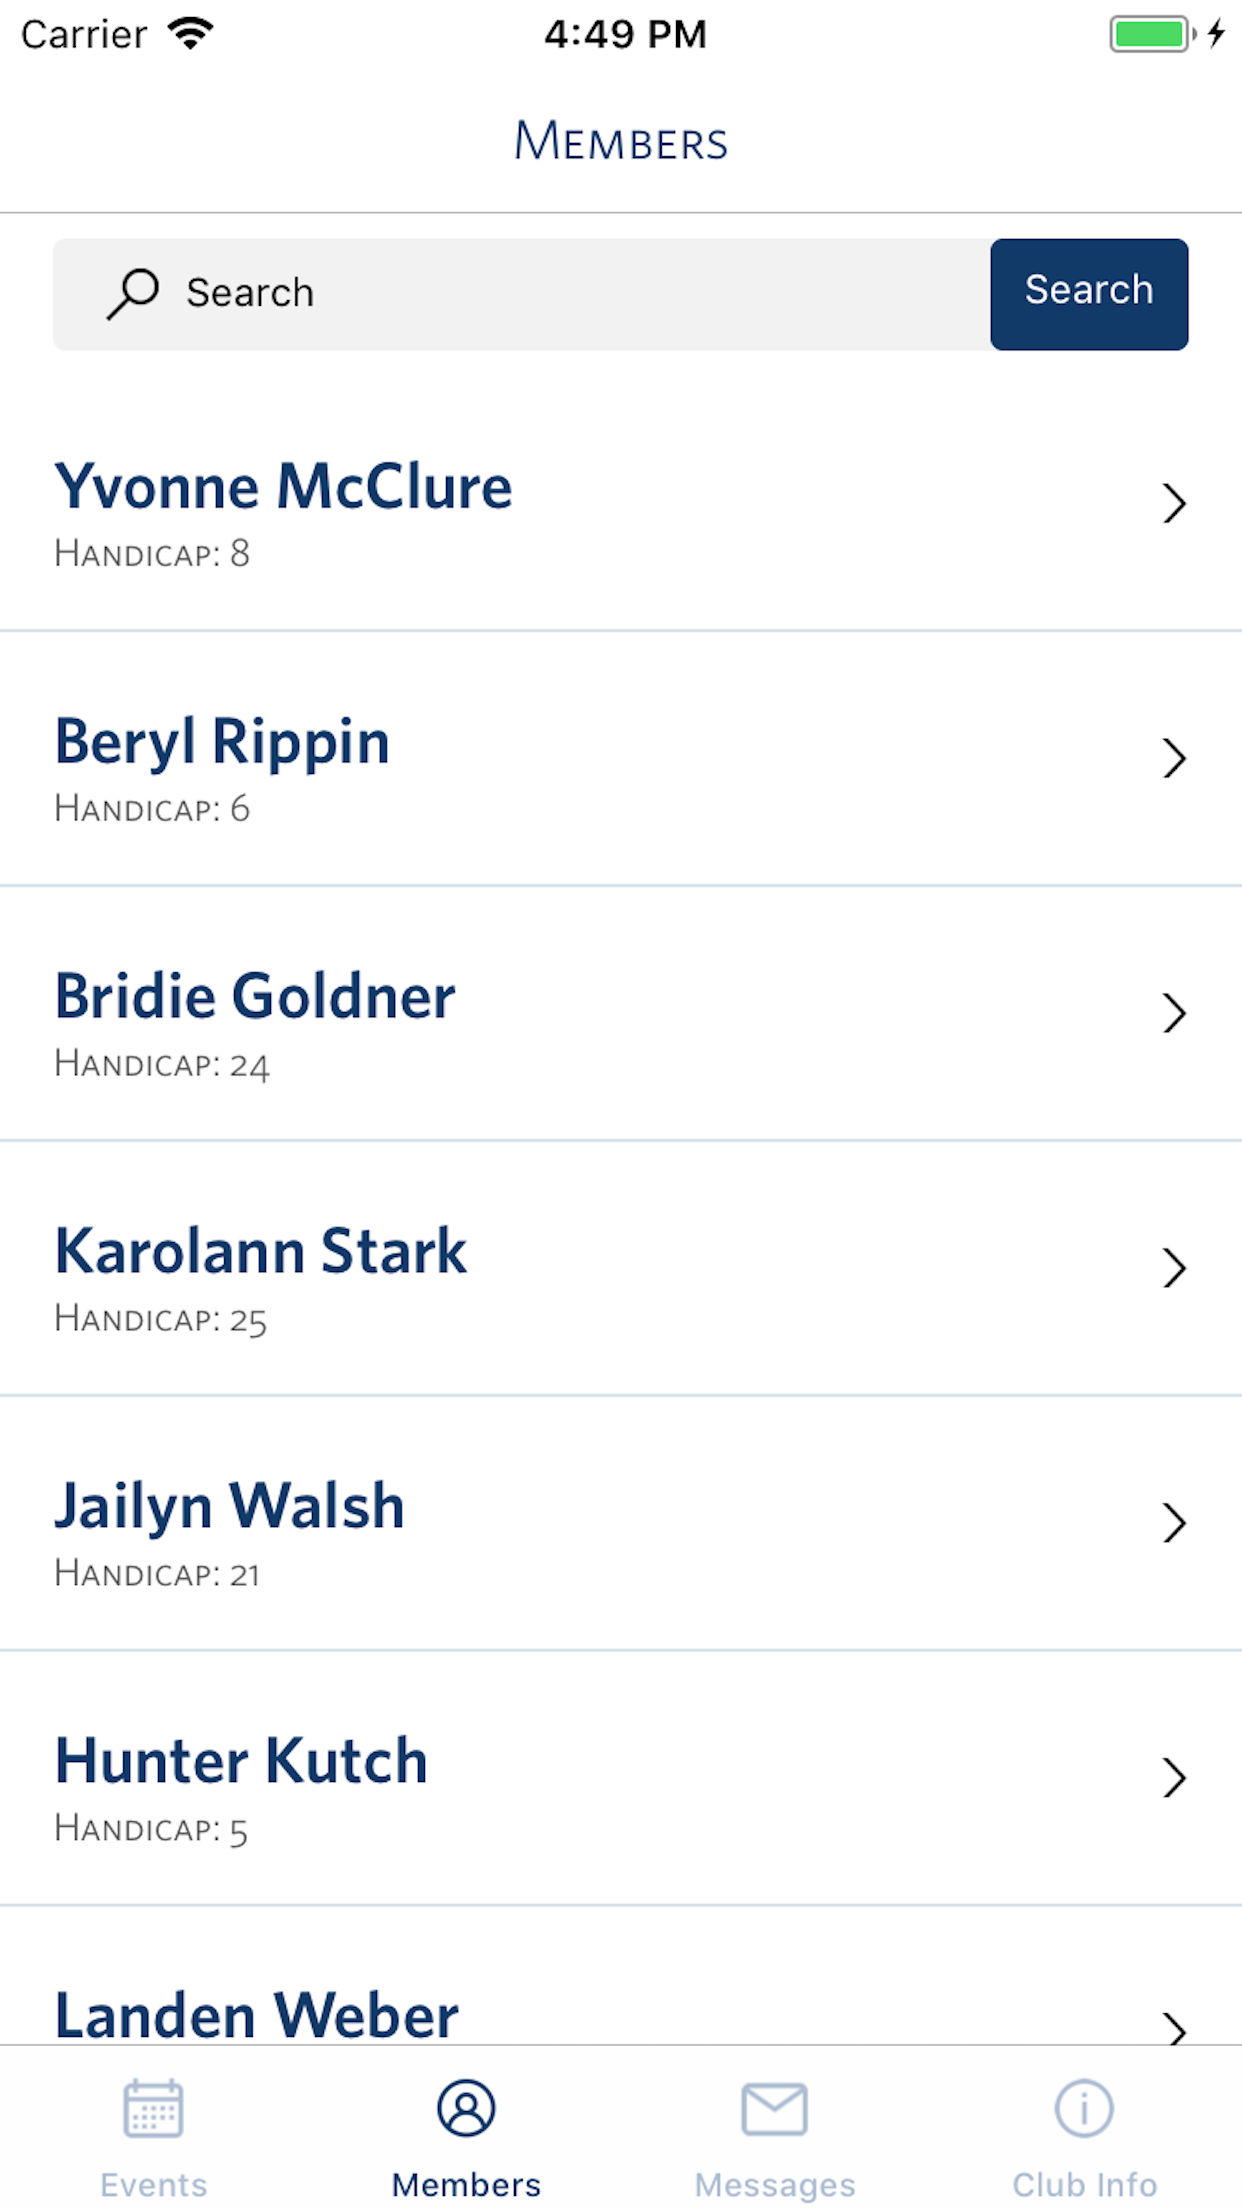 Carrier 4:49 PM
Members
Search Search
Yvonne McClure
Handicap: 8
Beryl Rippin
Handicap: 6
Bridie Goldner
Handicap: 24
Karolann Stark
Handicap: 25
Jailyn Walsh
Handicap: 21
Hunter Kutch
Handicap: 5
Landen Weber
Events Members Messages Club Info